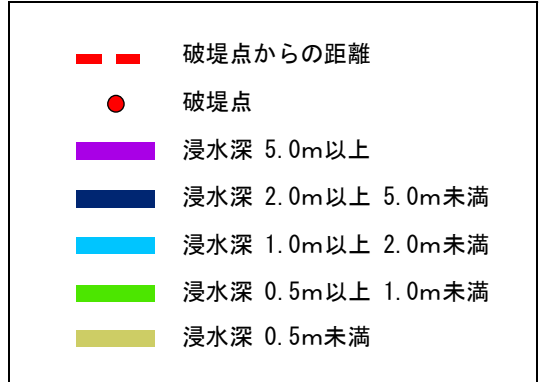 破堤点からの距離
破堤点
浸水深 5.0m以上
浸水深 2.0m以上 5.0m未満
浸水深 1.0m以上 2.0m未満
浸水深 0.5m以上 1.0m未満
浸水深 0.5m未満